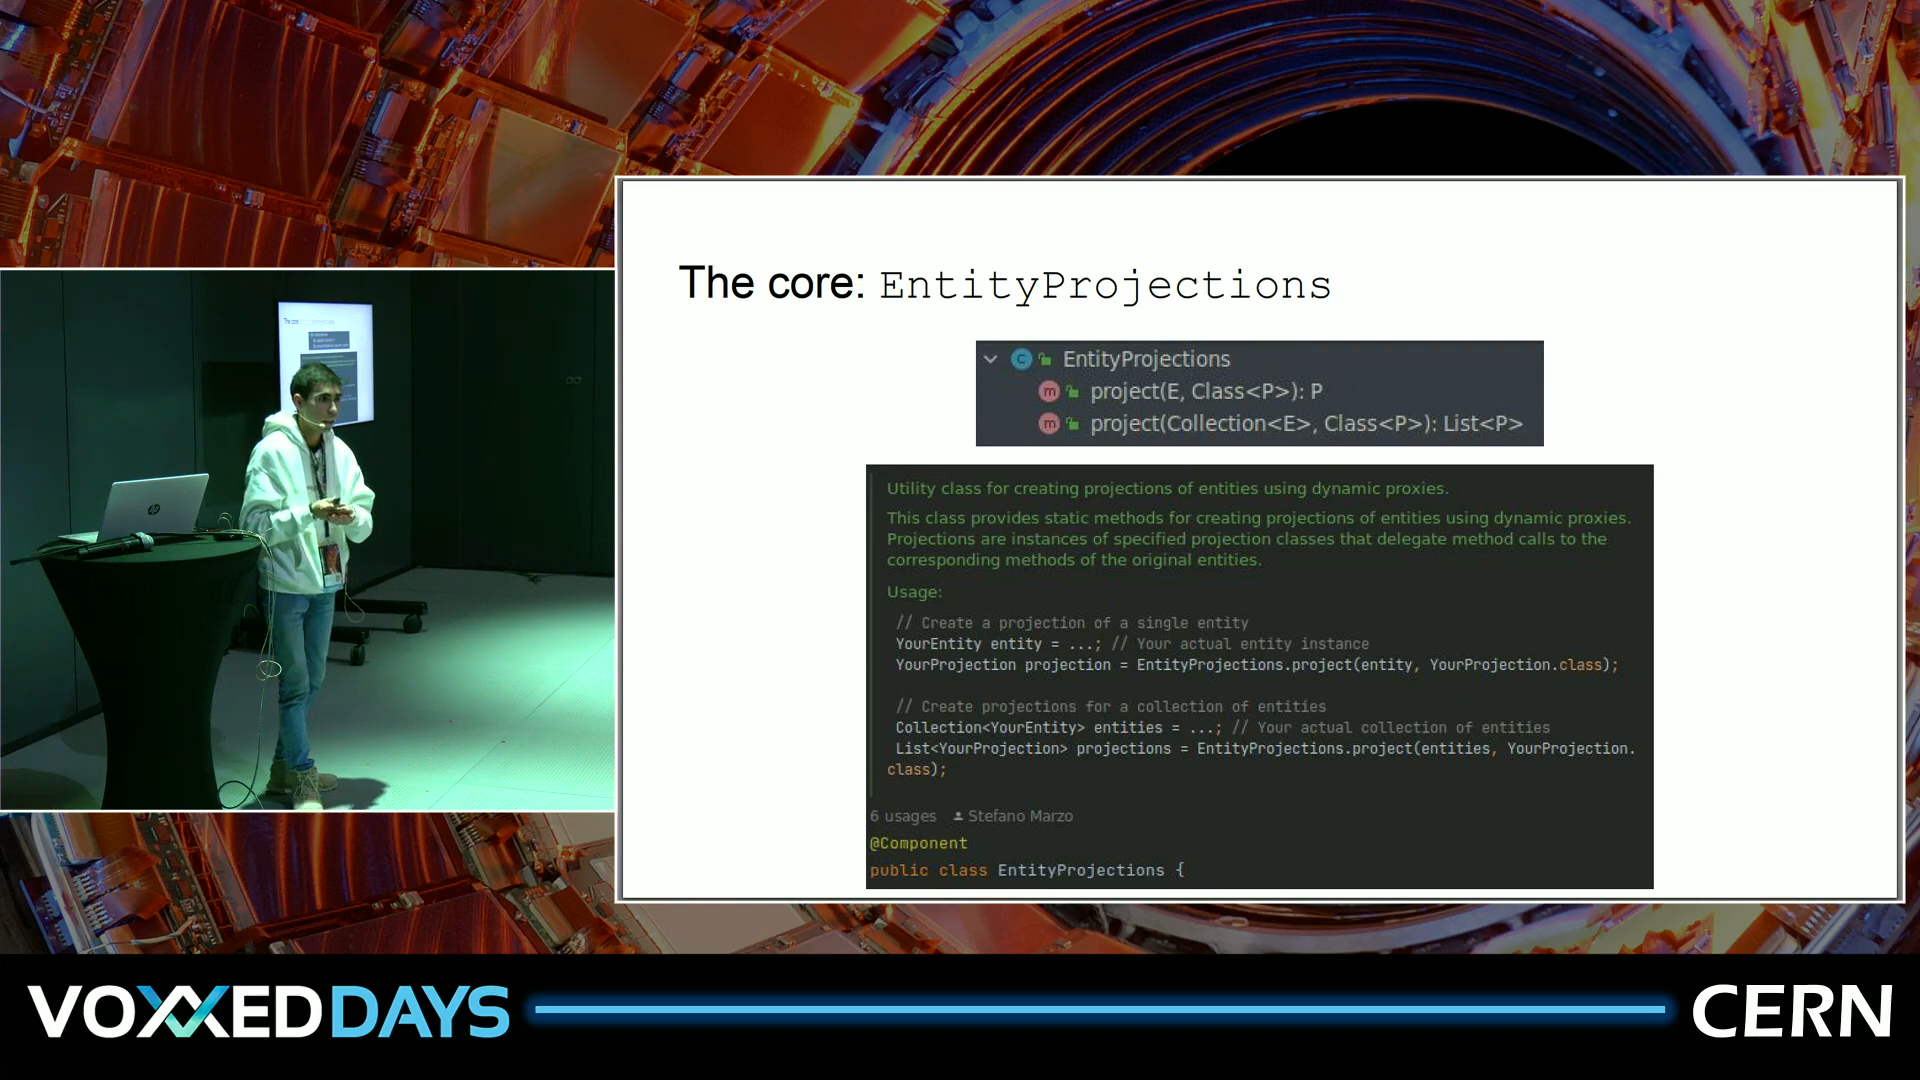 The core: EntityProjections
EntityProjections
project(E, Class<P>): P
project(Collection<E>, Class<P>): List<P>
Utility class for creating projections of entities using dynamic proxies.
This class provides static methods for creating projections of entities using dynamic proxies.
Projections are instances of specified projection classes that delegate method calls to the
corresponding methods of the original entities.
Usage:
// Create a projection of a single entity
YourEntity entity = ...; // Your actual entity instance
YourProjection projection = EntityProjections.project(entity, YourProjection.class);
// Create projections for a collection of entities
Collection<YourEntity> entities = ...; // Your actual collection of entities
List<YourProjection> projections = EntityProjections.project(entities, YourProjection.
class);
6 usages Stefano Marzo
@Component
public class EntityProjections {
VOXXEDDAYS
CERN